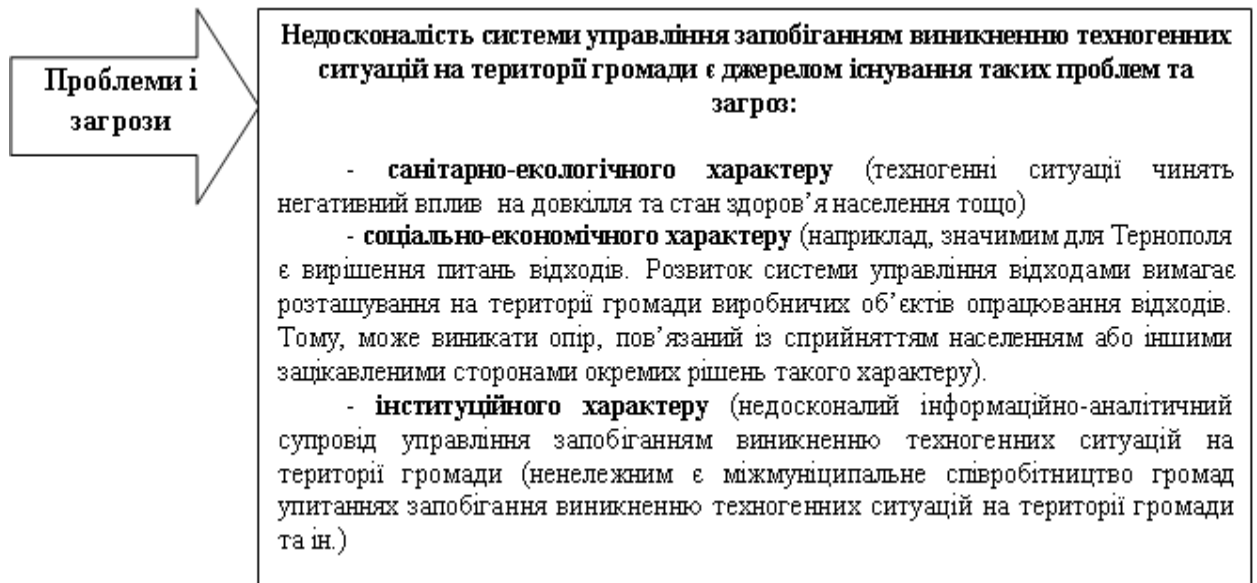 Проблеми і
загрози
Недосконалість системи управління запобіганням виникненню техногенних
ситуацій на території громади є джерелом існування таких проблем та
загроз:
- санітарно-екологічного характеру (техногенні ситуації чинять
негативний вплив на довкілля та стан здоров’я населення тощо)
- соціально-економічного характеру (наприклад, значимим для Тернополя
є вирішення питань відходів. Розвиток системи управління відходами вимагає
розташування на території громади виробничих об’єктів опрацювання відходів.
Тому, може виникати опір, пов’язаний із сприйняттям населенням або іншими
зацікавленими сторонами окремих рішень такого характеру).
- інституційного характеру (недосконалий інформаційно-аналітичний
супровід управління запобіганням виникненню техногенних ситуацій на
території громади (ненележним є міжмуніципальне співробітництво громад
упитаннях запобігання виникненню техногенних ситуацій на території громади
та ін.)